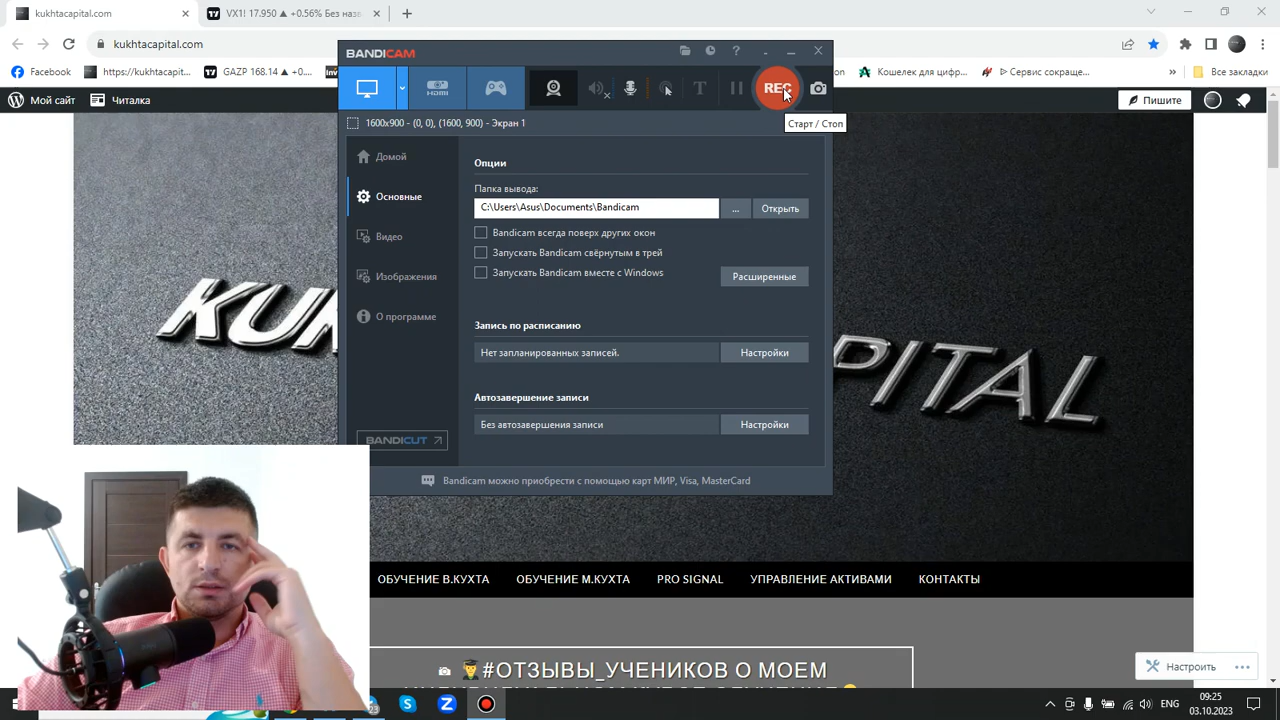 kukhtacapital.com
VX1! 17.950 ▲ +0.56% Без наз
kukhtacapital.com
Facebook
https://kukhtacapit...
GAZP 168.14 ▲ +0...
Кошелек для цифр...
Сервис сокраще...
»
Все закладки
Мой сайт
Читалка
Пишите
BANDICAM
HDMI
REC
Старт / Стоп
1600x900 - (0, 0), (1600, 900) - Экран 1
Домой
Основные
Видео
Изображения
О программе
BANDICUT
Опции
Папка вывода:
C:\Users\Asus\Documents\Bandicam
...
Открыть
Bandicam всегда поверх других окон
Запускать Bandicam свёрнутым в трей
Запускать Bandicam вместе с Windows
Расширенные
Запись по расписанию
Нет запланированных записей.
Настройки
Автозавершение записи
Без автозавершения записи
Настройки
Bandicam можно приобрести с помощью карт МИР, Visa, MasterCard
PITAL
ОБУЧЕНИЕ В.КУХТА
ОБУЧЕНИЕ М.КУХТА
PRO SIGNAL
УПРАВЛЕНИЕ АКТИВАМИ
КОНТАКТЫ
#ОТЗЫВЫ_УЧЕНИКОВ О МОЕМ
Настроить
ENG
09:25
03.10.2023